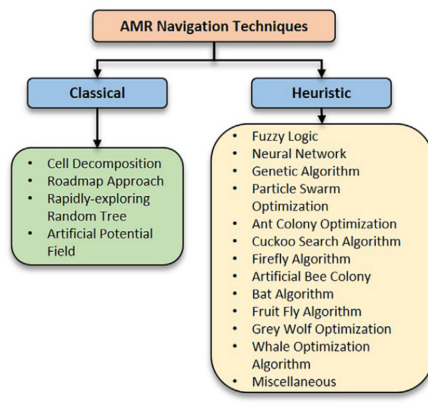 AMR Navigation Techniques
Classical
Heuristic
• Cell Decomposition
• Roadmap Approach
• Rapidly-exploring
Random Tree
• Artificial Potential
Field
• Fuzzy Logic
• Neural Network
• Genetic Algorithm
• Particle Swarm
Optimization
• Ant Colony Optimization
• Cuckoo Search Algorithm
• Firefly Algorithm
• Artificial Bee Colony
• Bat Algorithm
• Fruit Fly Algorithm
• Grey Wolf Optimization
• Whale Optimization
Algorithm
• Miscellaneous